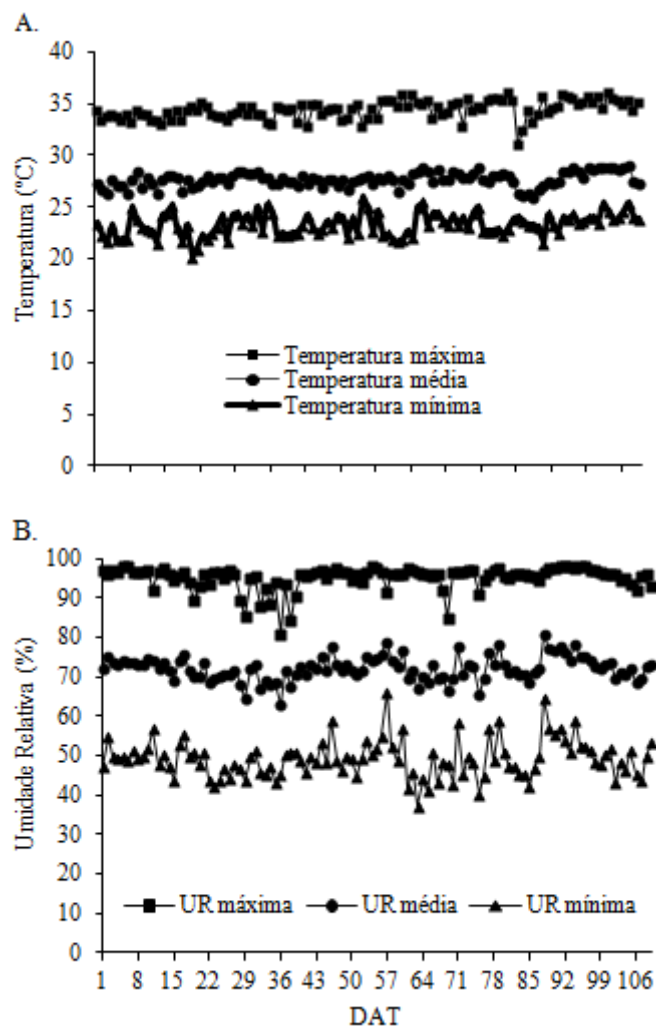 A.
40
35
30
25
20
15
10
5
0
Temperatura (ºC)
Temperatura máxima
Temperatura média
Temperatura mínima
B.
100
90
80
70
60
50
40
30
20
10
0
Umidade Relativa (%)
UR máxima UR média UR mínima
1 8 15 22 29 36 43 50 57 64 71 78 85 92 99 106
DAT